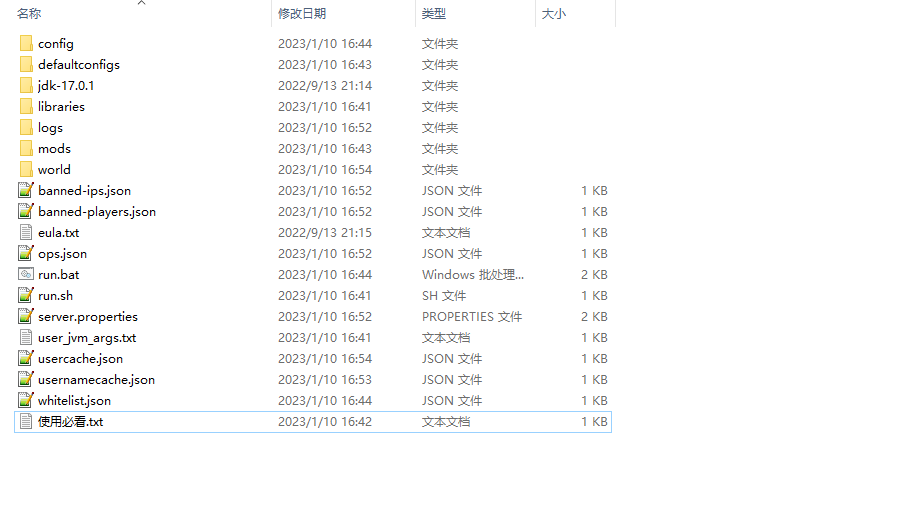 名称 修改日期 类型 大小
config 2023/1/10 16:44 文件夹
defaultconfigs 2023/1/10 16:43 文件夹
jdk-17.0.1 2022/9/13 21:14 文件夹
libraries 2023/1/10 16:41 文件夹
logs 2023/1/10 16:52 文件夹
mods 2023/1/10 16:43 文件夹
world 2023/1/10 16:54 文件夹
banned-ips.json 2023/1/10 16:52 JSON 文件 1 KB
banned-players.json 2023/1/10 16:52 JSON 文件 1 KB
eula.txt 2022/9/13 21:15 文本文档 1 KB
ops.json 2023/1/10 16:52 JSON 文件 1 KB
run.bat 2023/1/10 16:44 Windows 批处理... 2 KB
run.sh 2023/1/10 16:41 SH 文件 1 KB
server.properties 2023/1/10 16:52 PROPERTIES 文件 2 KB
user_jvm_args.txt 2023/1/10 16:41 文本文档 1 KB
usercache.json 2023/1/10 16:54 JSON 文件 1 KB
usernamecache.json 2023/1/10 16:53 JSON 文件 1 KB
whitelist.json 2023/1/10 16:44 JSON 文件 1 KB
使用必看.txt 2023/1/10 16:42 文本文档 1 KB